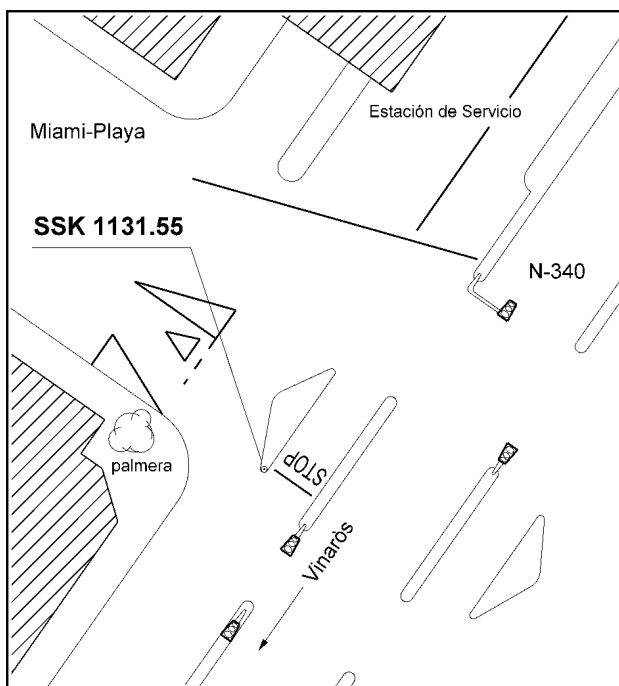 Estación de Servicio
Miami-Playa
SSK 1131.55
N-340
palmera
STOP
Vinaròs